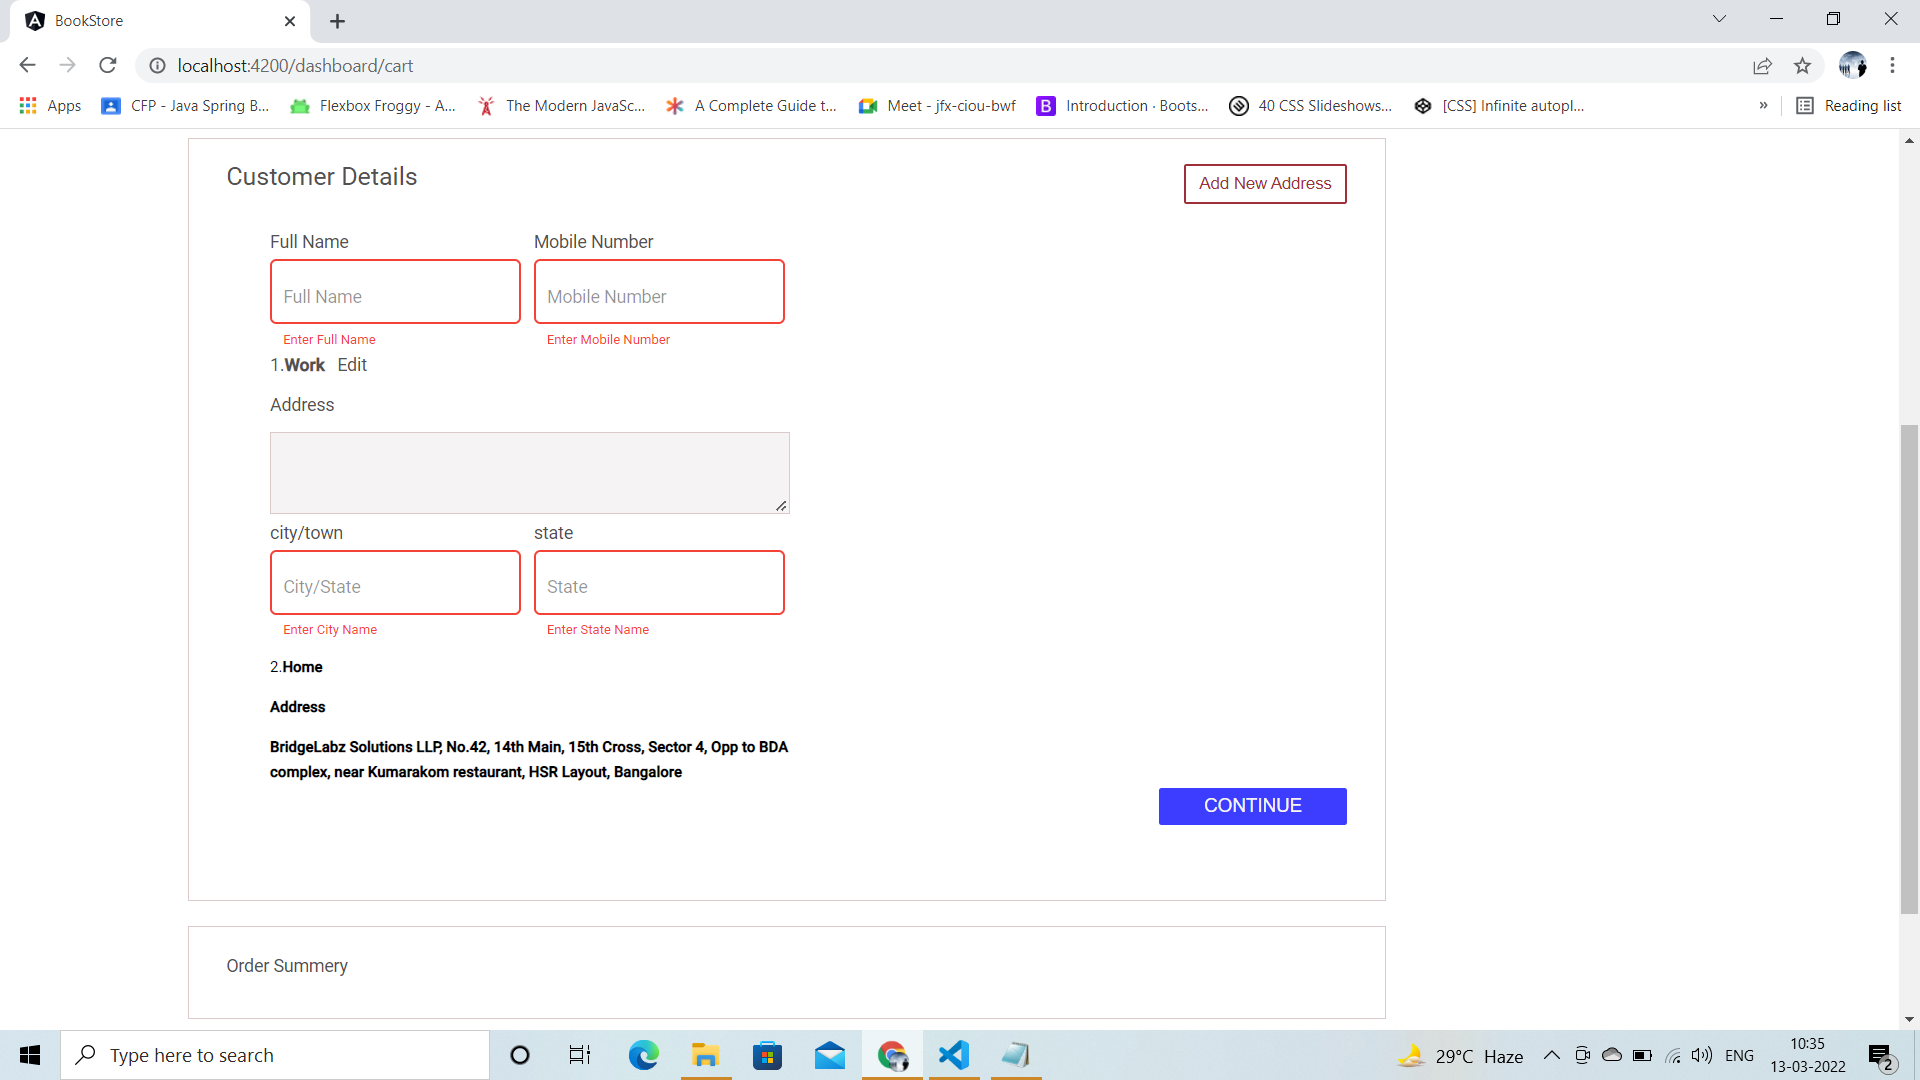 BookStore
localhost:4200/dashboard/cart
Apps CFP - Java Spring B... Flexbox Froggy - A... The Modern JavaSc... A Complete Guide t... Meet - jfx-ciou-bwf B Introduction · Boots... 40 CSS Slideshows... [CSS] Infinite autopl... » Reading list
Customer Details
Add New Address
Full Name Mobile Number
Full Name Mobile Number
Enter Full Name Enter Mobile Number
1.Work Edit
Address
city/town state
City/State State
Enter City Name Enter State Name
2.Home
Address
BridgeLabz Solutions LLP, No.42, 14th Main, 15th Cross, Sector 4, Opp to BDA
complex, near Kumarakom restaurant, HSR Layout, Bangalore
CONTINUE
Order Summery
Type here to search
29°C Haze
ENG
10:35
13-03-2022
2